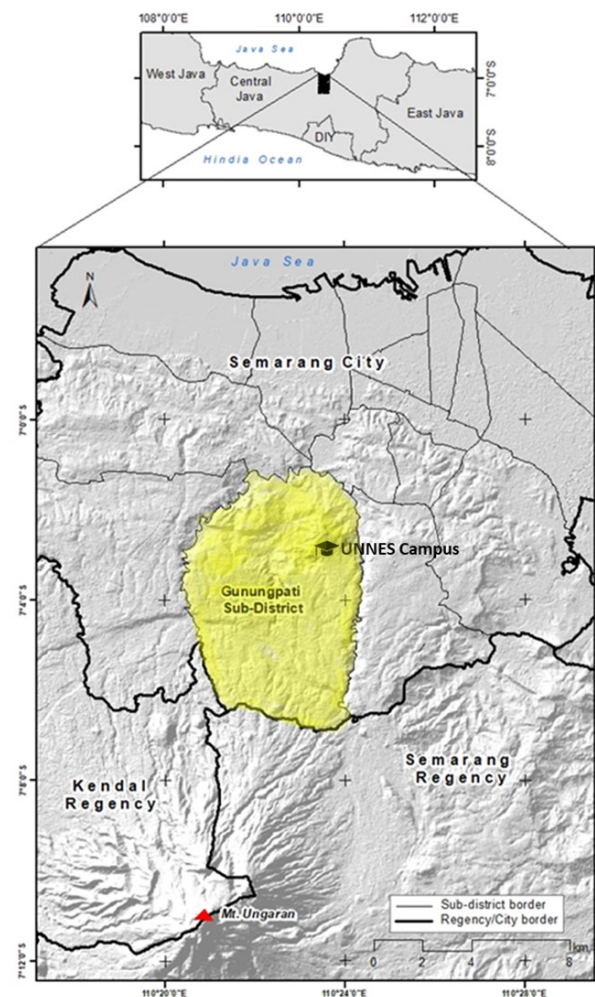 108°0'0"E
110°0'0"E
112°0'0"E
Java Sea
West Java
Central
Java
East Java
DIY
Hindia Ocean
7°0'0"S
8°0'0"S
Java Sea
N
Semarang City
7°0'0"S
UNNES Campus
Gunungpati
Sub-District
7°4'0"S
Semarang
Regency
Kendal
Regency
7°8'0"S
Mt. Ungaran
Sub-district border
Regency/City border
0 2 4 8
km
7°12'0"S
110°20'0"E
110°24'0"E
110°28'0"E